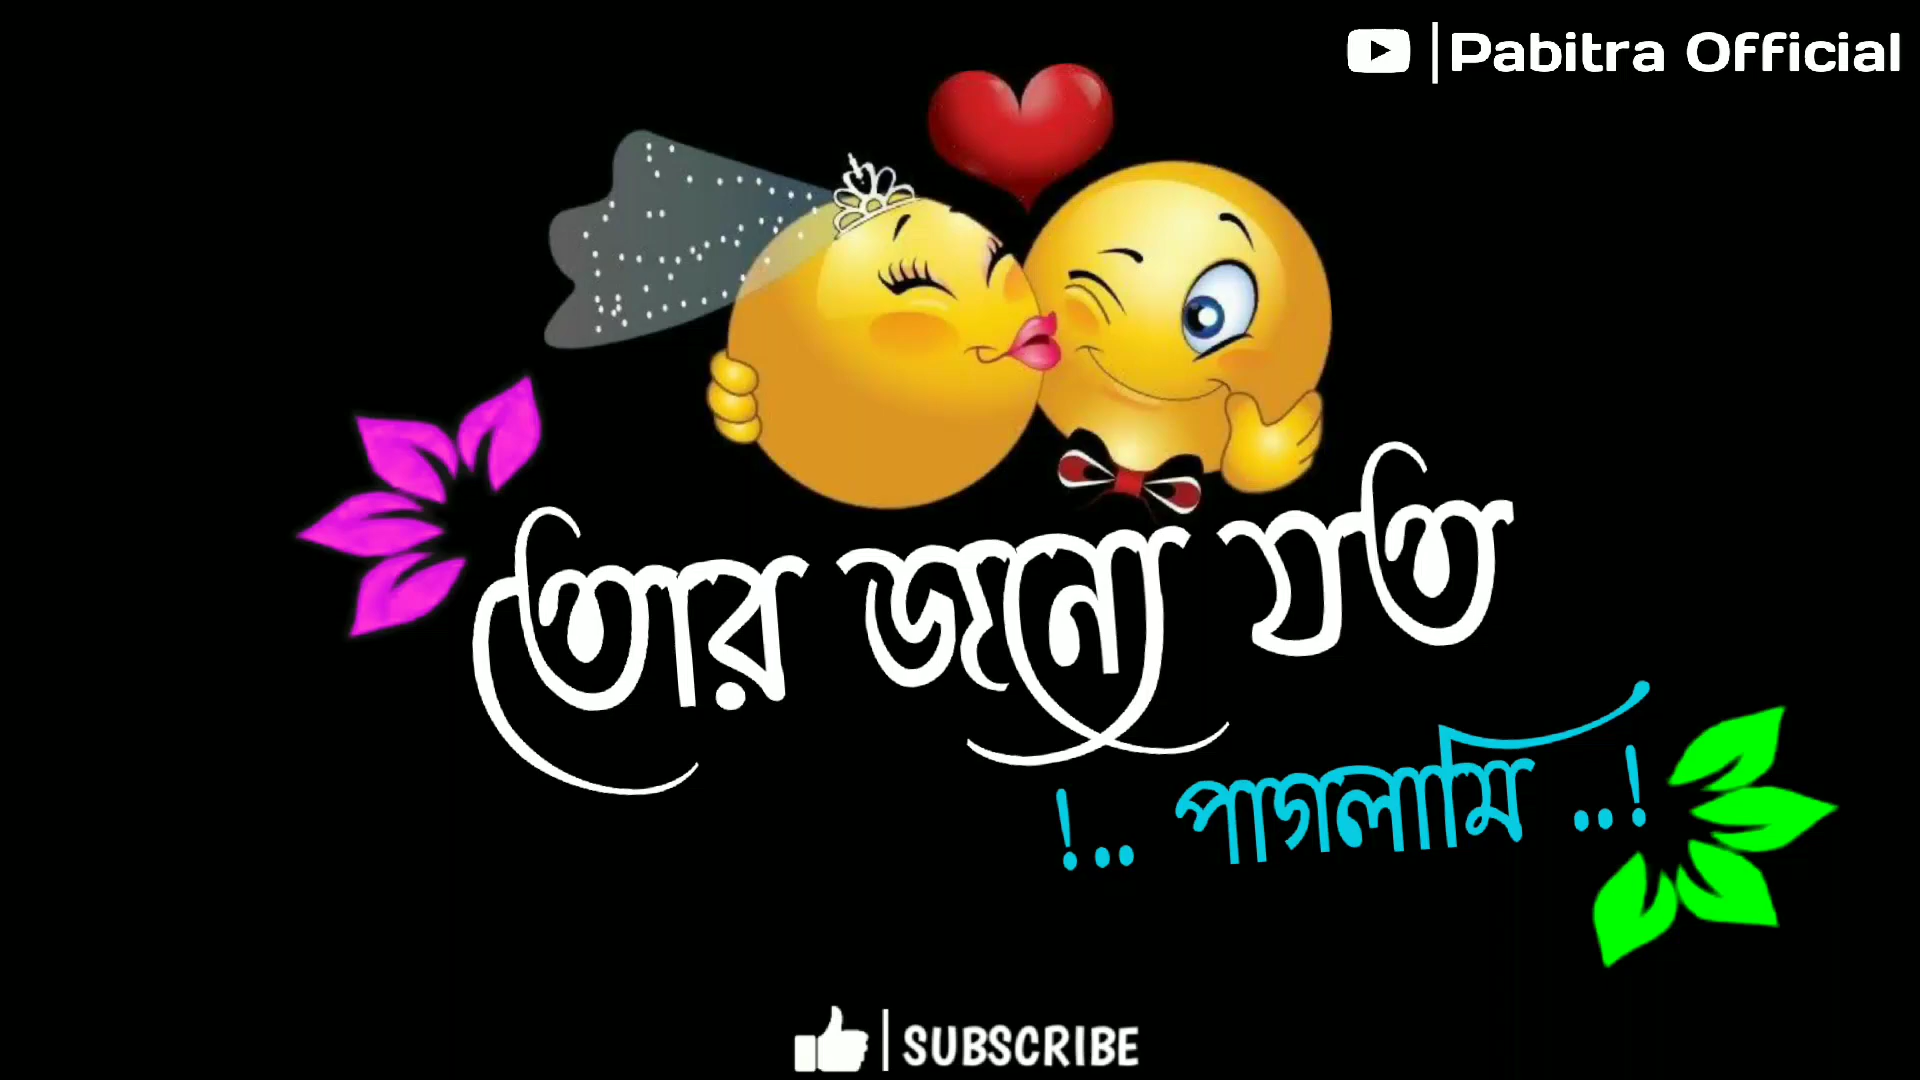 Pabitra Official
তার জন্যে যত
!.. পাগলামি ..!
SUBSCRIBE